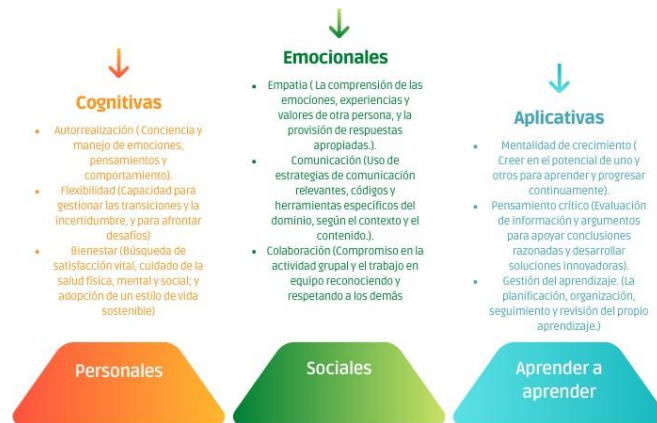 Cognitivas
• Autorrealización ( Conciencia y
manejo de emociones,
pensamientos y
comportamiento).
• Flexibilidad (Capacidad para
gestionar las transiciones y la
incertidumbre, y para afrontar
desafíos)
• Bienestar (Búsqueda de
satisfacción vital, cuidado de la
salud física, mental y social; y
adopción de un estilo de vida
sostenible)
Personales
Emocionales
• Empatia ( La comprensión de las
emociones, experiencias y
valores de otra persona, y la
provisión de respuestas
apropiadas.).
• Comunicación (Uso de
estrategias de comunicación
relevantes, códigos y
herramientas específicos del
dominio, según el contexto y el
contenido.).
• Colaboración (Compromiso en la
actividad grupal y el trabajo en
equipo reconociendo y
respetando a los demás
Sociales
Aplicativas
• Mentalidad de crecimiento (
Creer en el potencial de uno y
otros para aprender y progresar
continuamente).
• Pensamiento crítico (Evaluación
de información y argumentos
para apoyar conclusiones
razonadas y desarrollar
soluciones innovadoras).
• Gestión del aprendizaje. (La
planificación, organización,
seguimiento y revisión del propio
aprendizaje.)
Aprender a
aprender